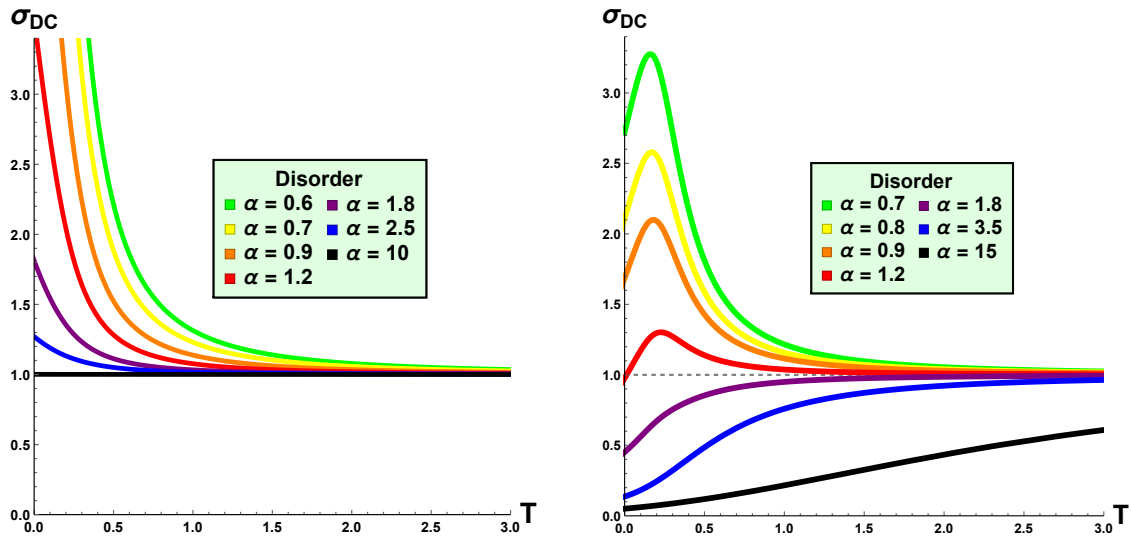 σDC
3.0
2.5
2.0
1.5
1.0
0.5
0.0
0.0 0.5 1.0 1.5 2.0 2.5 3.0
T
Disorder
α = 0.6 α = 1.8
α = 0.7 α = 2.5
α = 0.9 α = 10
α = 1.2
σDC
3.0
2.5
2.0
1.5
1.0
0.5
0.0
0.0 0.5 1.0 1.5 2.0 2.5 3.0
T
Disorder
α = 0.7 α = 1.8
α = 0.8 α = 3.5
α = 0.9 α = 15
α = 1.2